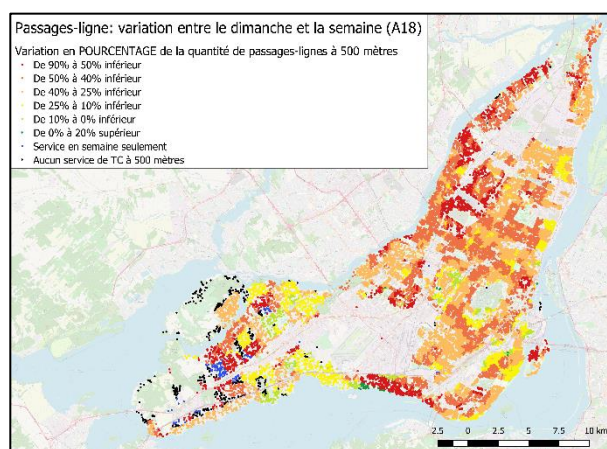 Passages-ligne: variation entre le dimanche et la semaine (A18)
Variation en POURCENTAGE de la quantité de passages-lignes à 500 mètres
De 90% à 50% inférieur
De 50% à 40% inférieur
De 40% à 25% inférieur
De 25% à 10% inférieur
De 10% à 0% inférieur
De 0% à 20% supérieur
Service en semaine seulement
Aucun service de TC à 500 mètres
2.5 0 2.5 5 7.5 10 km